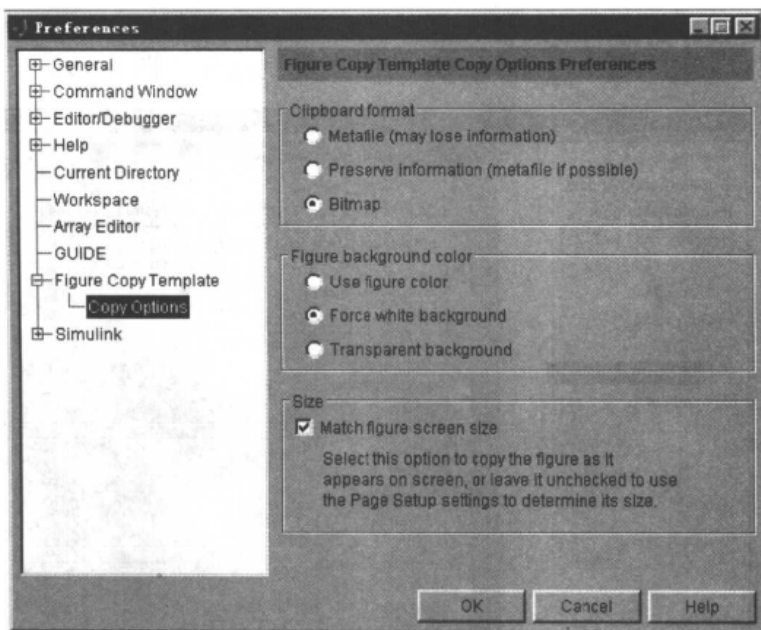 Preferences
General
Command Window
Editor/Debugger
Help
Current Directory
Workspace
Array Editor
GUIDE
Figure Copy Template
Copy Options
Simulink
Figure Copy Template Copy Options Preferences
Clipboard format
Metafile (may lose information)
Preserve information (metafile if possible)
Bitmap
Figure background color
Use figure color
Force white background
Transparent background
Size
Match figure screen size
Select this option to copy the figure as it
appears on screen, or leave it unchecked to use
the Page Setup settings to determine its size.
OK
Cancel
Help